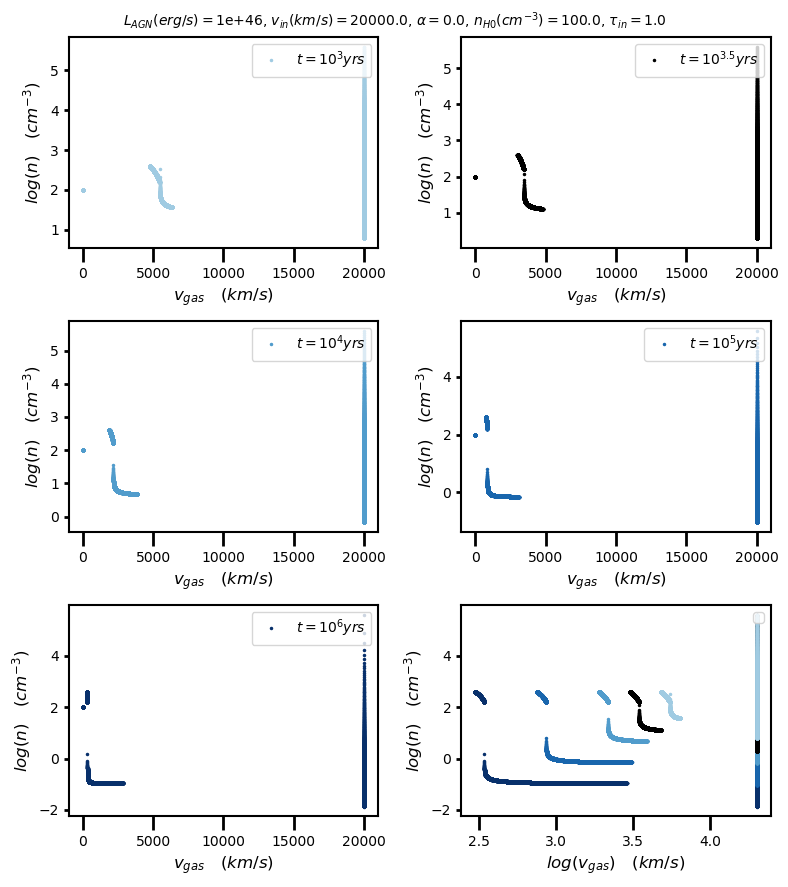 L_AGN(erg/s) = 1e+46, v_in(km/s) = 20000.0, α = 0.0, n_H0(cm^−3) = 100.0, τ_in = 1.0
t = 10^3 yrs
log(n) (cm^−3)
5
4
3
2
1
0 5000 10000 15000 20000
v_gas (km/s)
t = 10^3.5 yrs
log(n) (cm^−3)
5
4
3
2
1
0 5000 10000 15000 20000
v_gas (km/s)
t = 10^4 yrs
log(n) (cm^−3)
5
4
3
2
1
0
0 5000 10000 15000 20000
v_gas (km/s)
t = 10^5 yrs
log(n) (cm^−3)
4
2
0
0 5000 10000 15000 20000
v_gas (km/s)
t = 10^6 yrs
log(n) (cm^−3)
4
2
0
−2
0 5000 10000 15000 20000
v_gas (km/s)
log(n) (cm^−3)
4
2
0
−2
2.5 3.0 3.5 4.0
log(v_gas) (km/s)